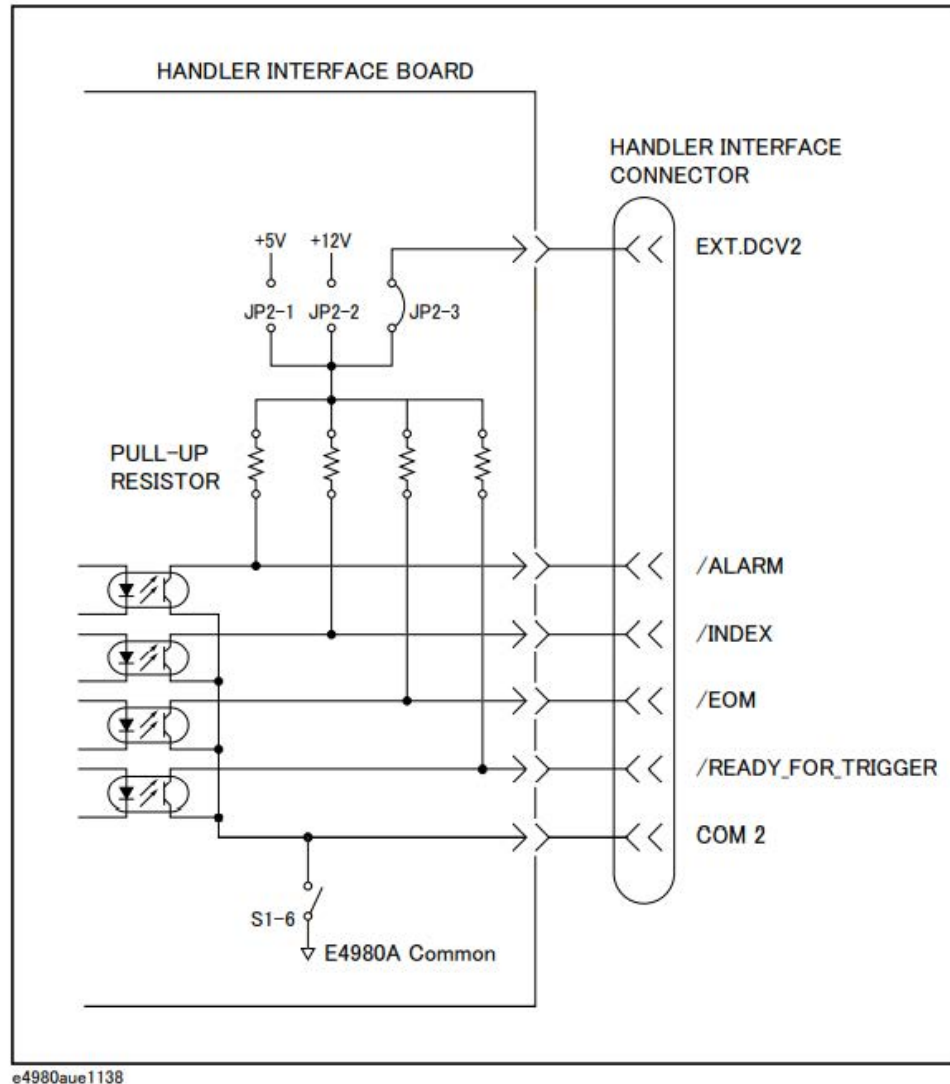 HANDLER INTERFACE BOARD
HANDLER INTERFACE
CONNECTOR
+5V
+12V
EXT.DCV2
JP2-1
JP2-2
JP2-3
PULL-UP
RESISTOR
/ALARM
/INDEX
/EOM
/READY_FOR_TRIGGER
COM 2
S1-6
E4980A Common
e4980aue1138